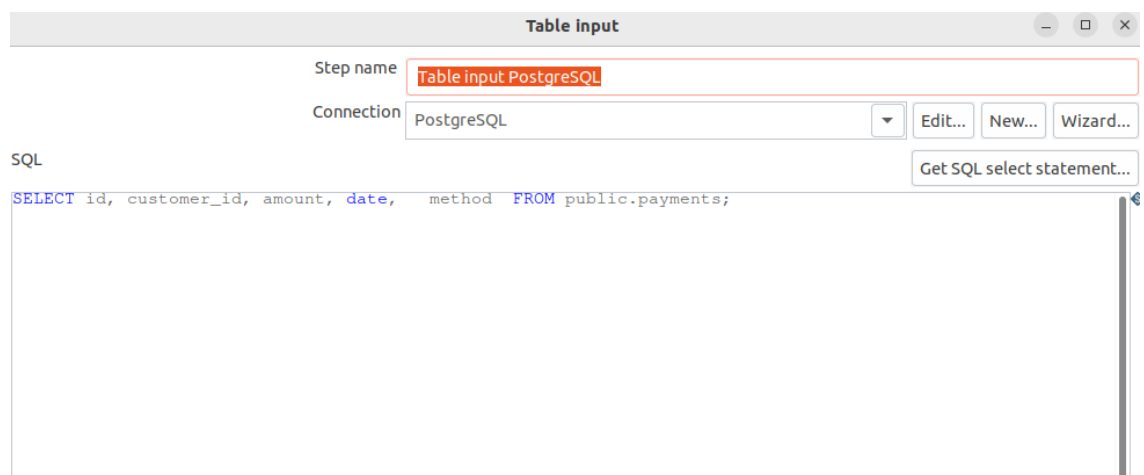 Table input
Step name Table input PostgreSQL
Connection PostgreSQL Edit... New... Wizard...
SQL
Get SQL select statement...
SELECT id, customer_id, amount, date,   method  FROM public.payments;